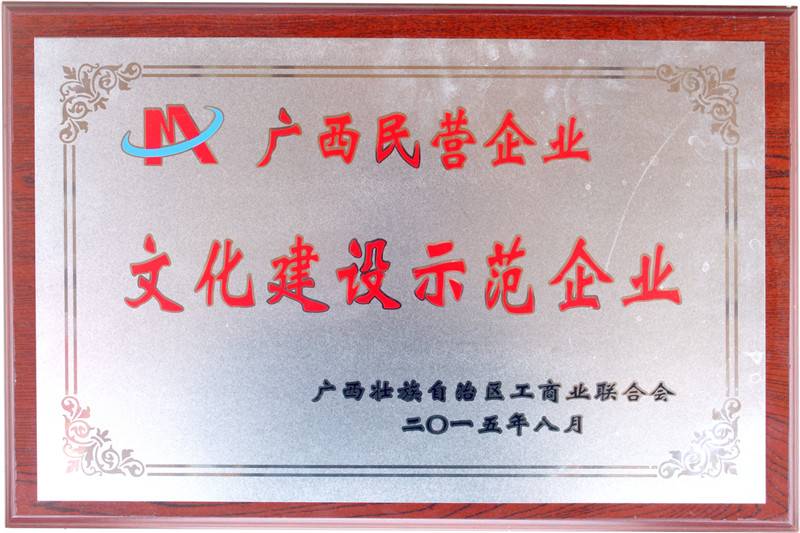 广西民营企业
文化建设示范企业
广西壮族自治区工商业联合会
二〇一五年八月